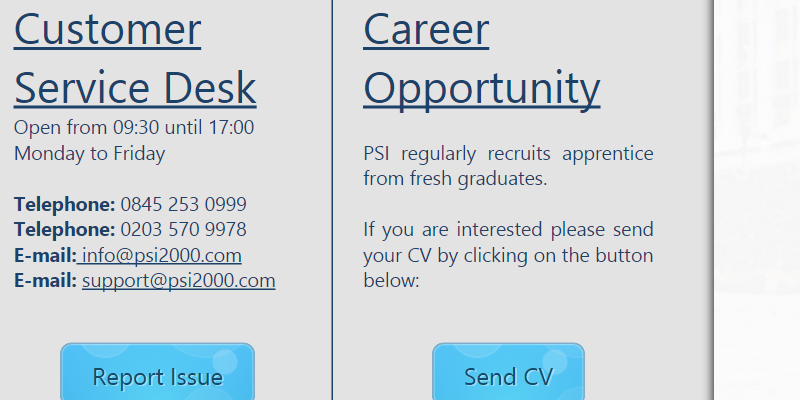 Customer
Service Desk
Open from 09:30 until 17:00
Monday to Friday
Telephone: 0845 253 0999
Telephone: 0203 570 9978
E-mail: info@psi2000.com
E-mail: support@psi2000.com
Report Issue
Career
Opportunity
PSI regularly recruits apprentice
from fresh graduates.
If you are interested please send
your CV by clicking on the button
below:
Send CV